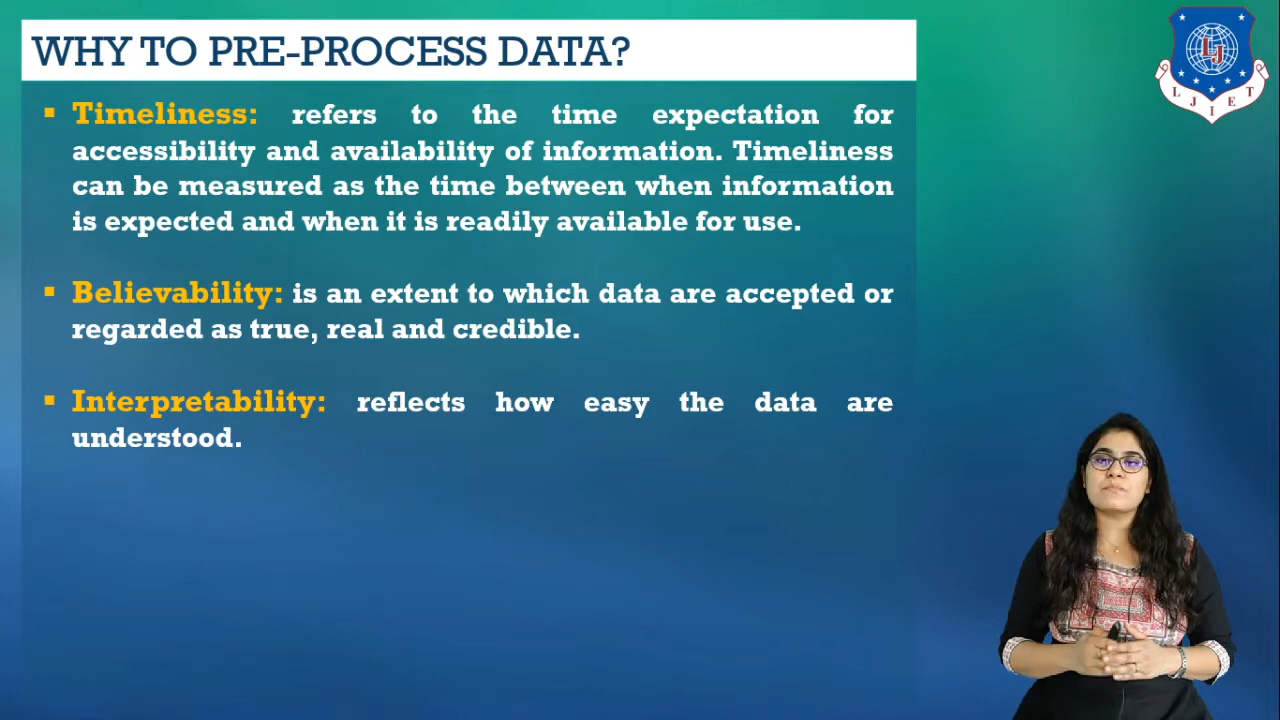 WHY TO PRE-PROCESS DATA?
▪ Timeliness: refers to the time expectation for
accessibility and availability of information. Timeliness
can be measured as the time between when information
is expected and when it is readily available for use.
▪ Believability: is an extent to which data are accepted or
regarded as true, real and credible.
▪ Interpretability: reflects how easy the data are
understood.
LJ
LJIET